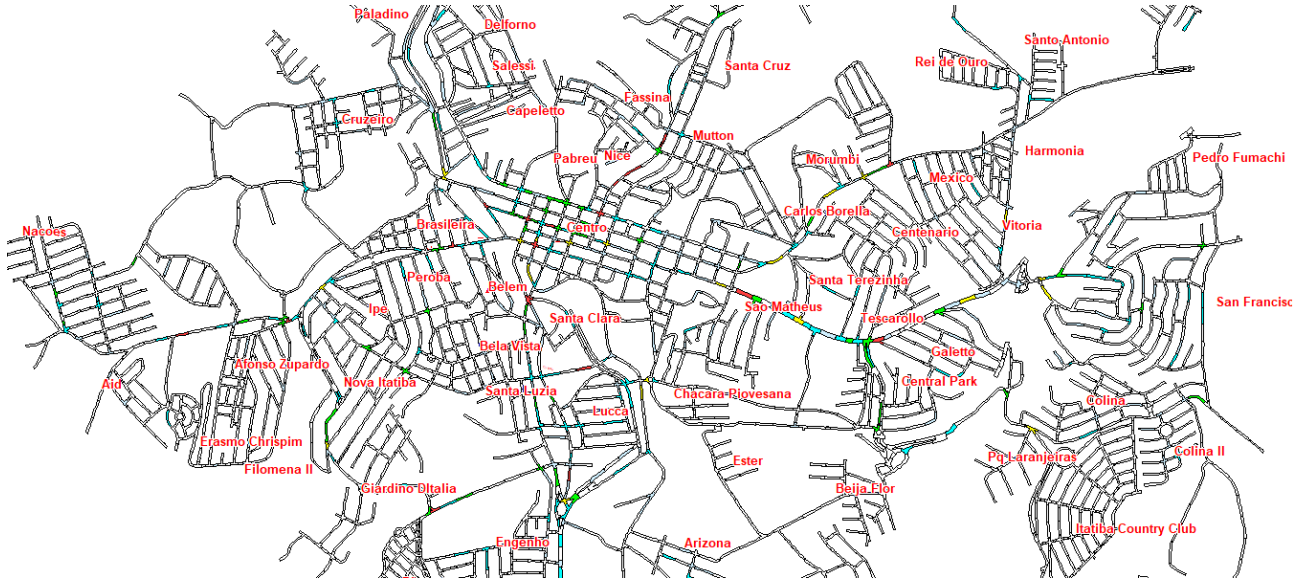 Paladino
Delforno
Santo Antonio
Salessi
Santa Cruz
Rei de Ouro
Fassina
Capeletto
Cruzeiro
Mutton
Harmonia
Pabreu
Nice
Morumbi
Pedro Fumachi
Mexico
Carlos Borella
Brasileira
Centro
Vitoria
Nacoes
Centenario
Peroba
Belem
Santa Terezinha
San Francisc
Ipe
Santa Clara
Sao Matheus
Tescarollo
Bela Vista
Galetto
Afonso Zupardo
Aid
Nova Itatiba
Central Park
Santa Luzia
Chacara Piovesana
Colina
Lucca
Erasmo Chrispim
Colina II
Pq Laranjeiras
Ester
Filomena II
Giardino DItalia
Beija Flor
Itatiba Country Club
Engenho
Arizona